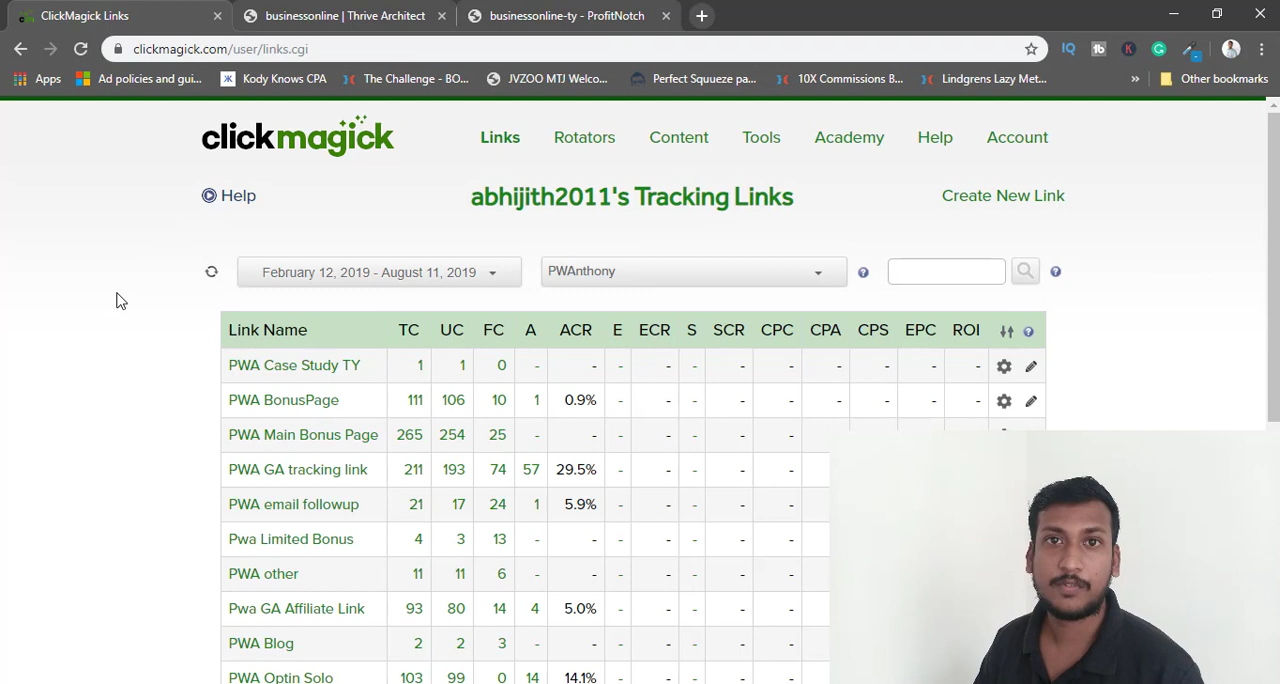 ClickMagick Links
businessonline | Thrive Architect
businessonline-ty - ProfitNotch
clickmagick.com/user/links.cgi
Apps
Ad policies and gui...
Kody Knows CPA
The Challenge - BO...
JVZOO MTJ Welco...
Perfect Squueze pa...
10X Commissions B...
Lindgrens Lazy Met...
»
Other bookmarks
clickmagick
Links Rotators Content Tools Academy Help Account
Help
abhijith2011's Tracking Links
Create New Link
February 12, 2019 - August 11, 2019
PWAnthony
Link Name TC UC FC A ACR E ECR S SCR CPC CPA CPS EPC ROI
PWA Case Study TY 1 1 0 - - - - - - - - - - -
PWA BonusPage 111 106 10 1 0.9% - - - - - - - - -
PWA Main Bonus Page 265 254 25 - - - - - - -
PWA GA tracking link 211 193 74 57 29.5% - - - - -
PWA email followup 21 17 24 1 5.9% - - - - -
Pwa Limited Bonus 4 3 13 - - - - - - -
PWA other 11 11 6 - - - - - - -
Pwa GA Affiliate Link 93 80 14 4 5.0% - - - - -
PWA Blog 2 2 3 - - - - - - -
PWA Optin Solo 103 99 0 14 14.1% - - - - -